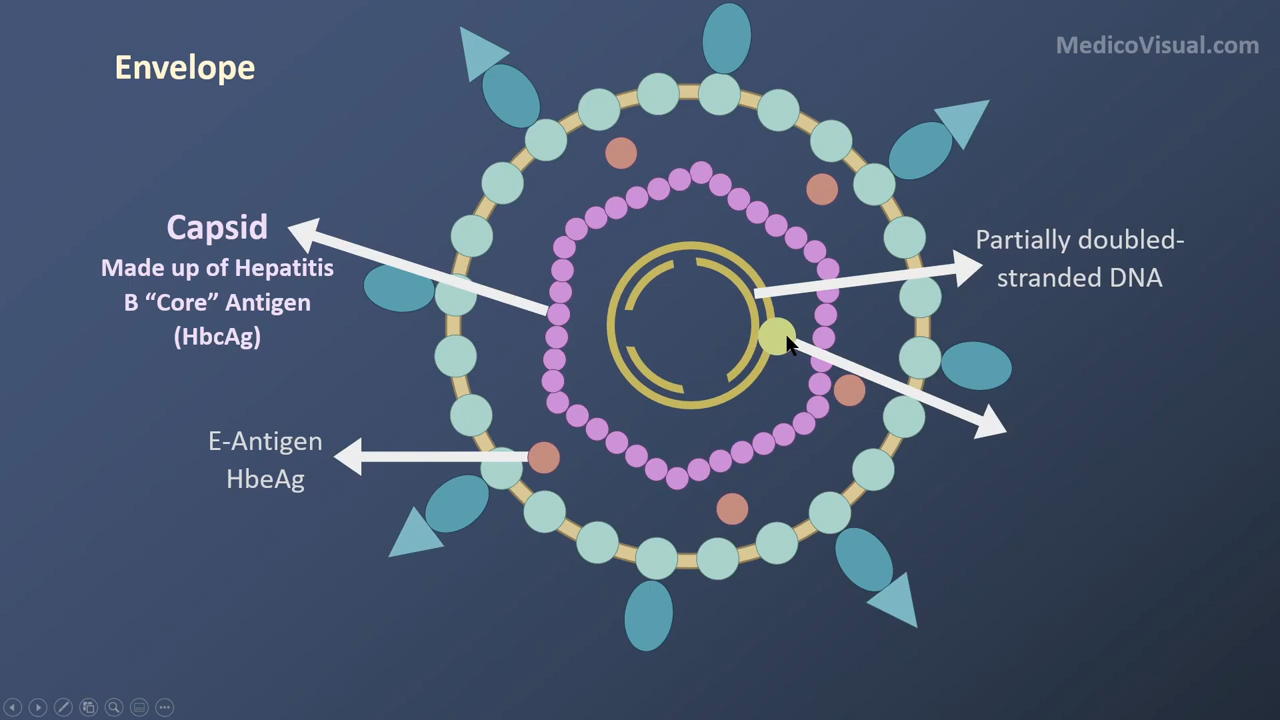 Envelope
MedicoVisual.com
Capsid
Made up of Hepatitis
B “Core” Antigen
(HbcAg)
Partially doubled-
stranded DNA
E-Antigen
HbeAg